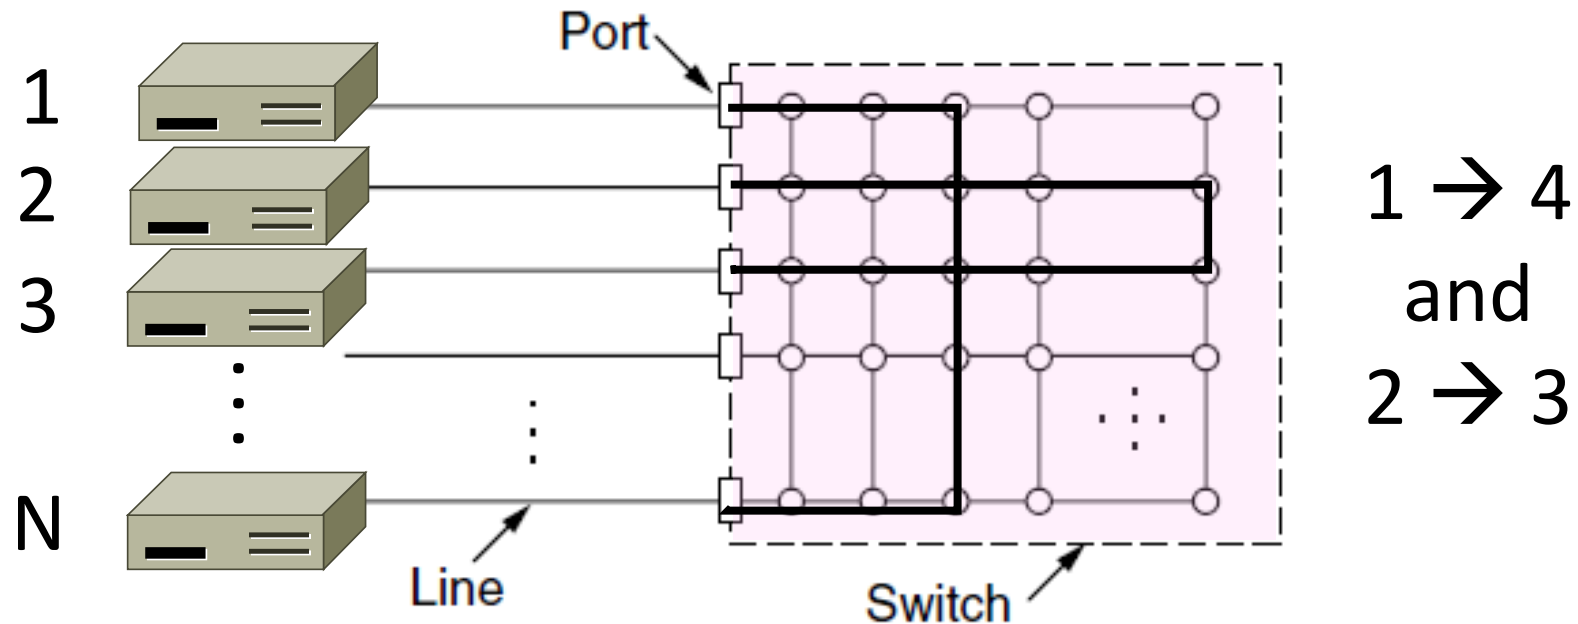 Port
1
2
3
N
Line
Switch
1 → 4
and
2 → 3